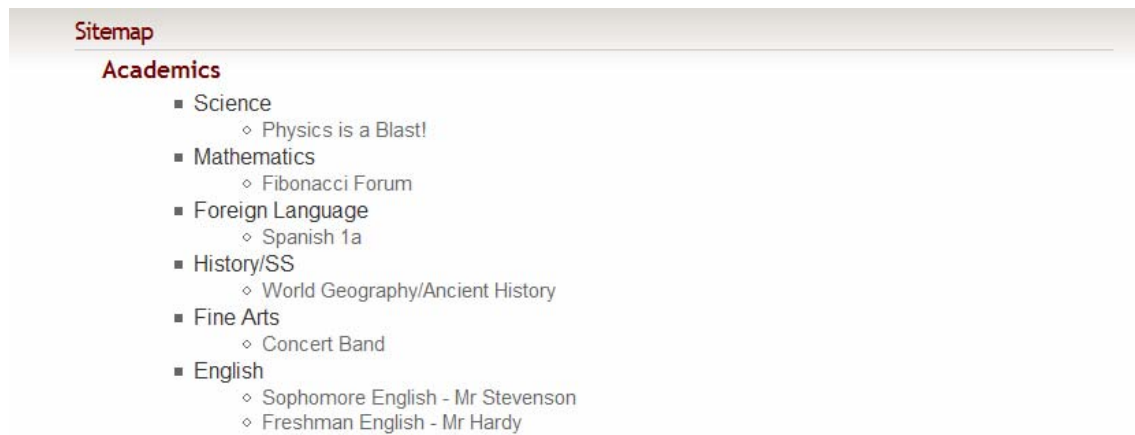 Sitemap
Academics
Science
Physics is a Blast!
Mathematics
Fibonacci Forum
Foreign Language
Spanish 1a
History/SS
World Geography/Ancient History
Fine Arts
Concert Band
English
Sophomore English - Mr Stevenson
Freshman English - Mr Hardy